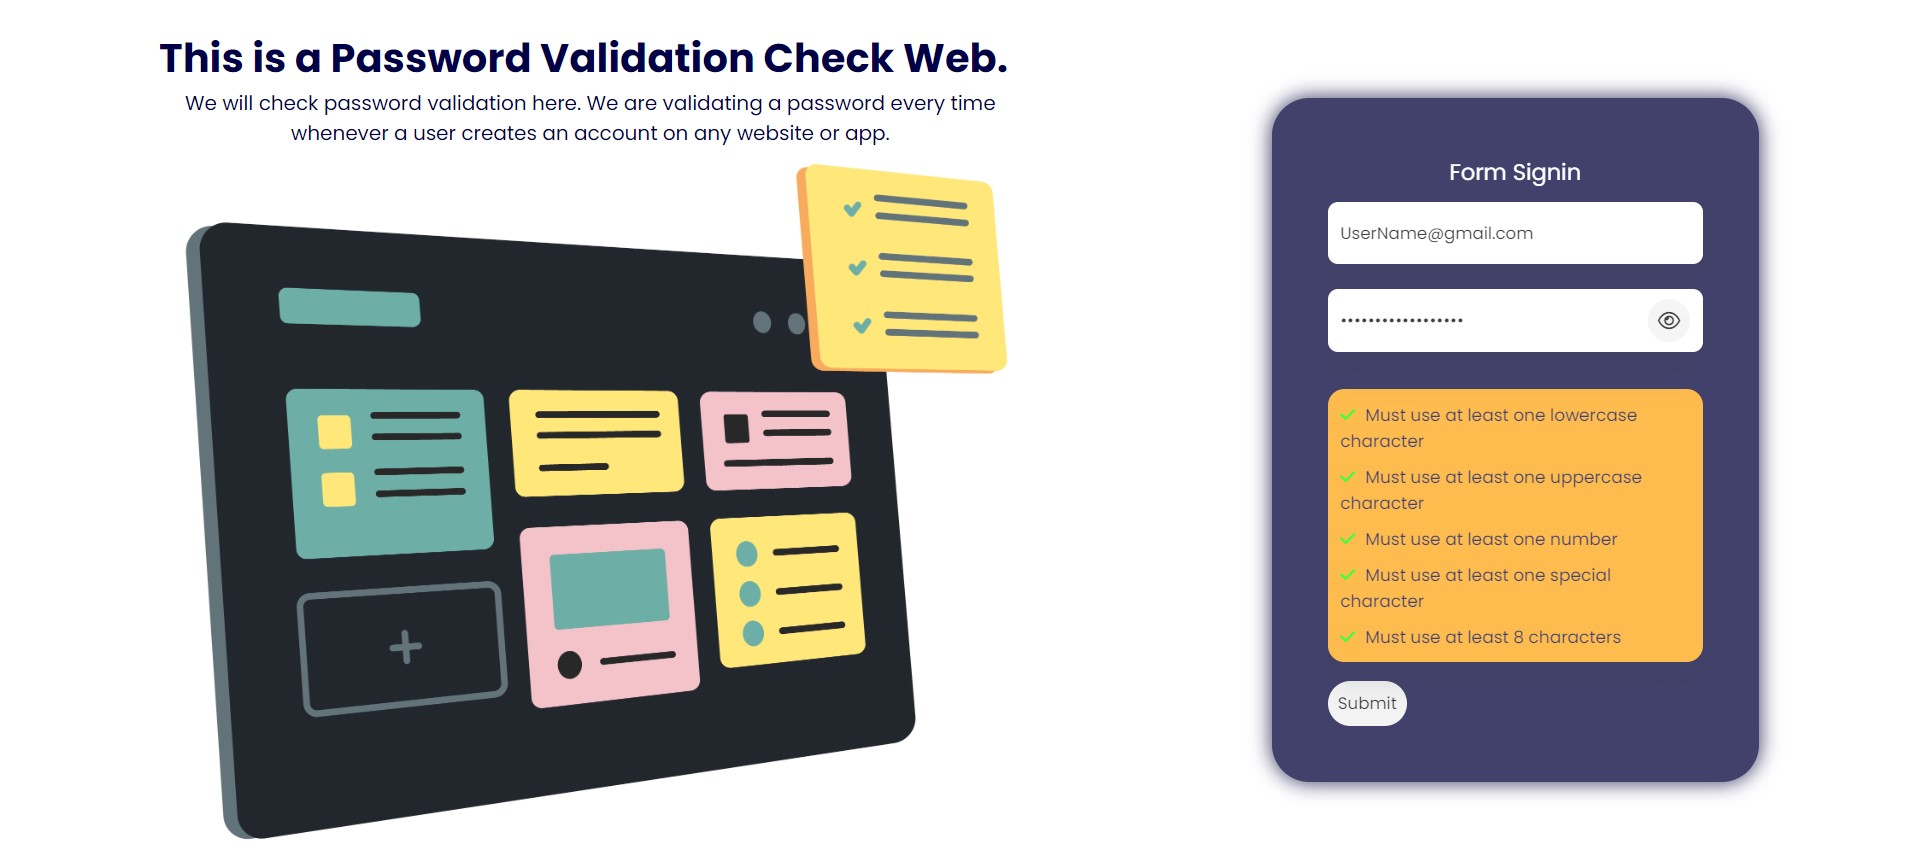 This is a Password Validation Check Web.
We will check password validation here. We are validating a password every time
whenever a user creates an account on any website or app.
Form Signin
UserName@gmail.com
•••••••••••••••••
Must use at least one lowercase
character
Must use at least one uppercase
character
Must use at least one number
Must use at least one special
character
Must use at least 8 characters
Submit